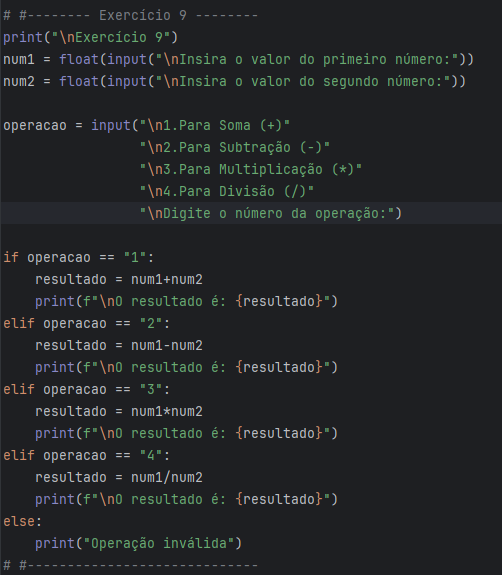 # #-------- Exercício 9 --------
print("\nExercício 9")
num1 = float(input("\nInsira o valor do primeiro número:"))
num2 = float(input("\nInsira o valor do segundo número:"))

operacao = input("\n1.Para Soma (+)"
                 "\n2.Para Subtração (-)"
                 "\n3.Para Multiplicação (*)"
                 "\n4.Para Divisão (/)"
                 "\nDigite o número da operação:")

if operacao == "1":
    resultado = num1+num2
    print(f"\nO resultado é: {resultado}")
elif operacao == "2":
    resultado = num1-num2
    print(f"\nO resultado é: {resultado}")
elif operacao == "3":
    resultado = num1*num2
    print(f"\nO resultado é: {resultado}")
elif operacao == "4":
    resultado = num1/num2
    print(f"\nO resultado é: {resultado}")
else:
    print("Operação inválida")
# #-----------------------------